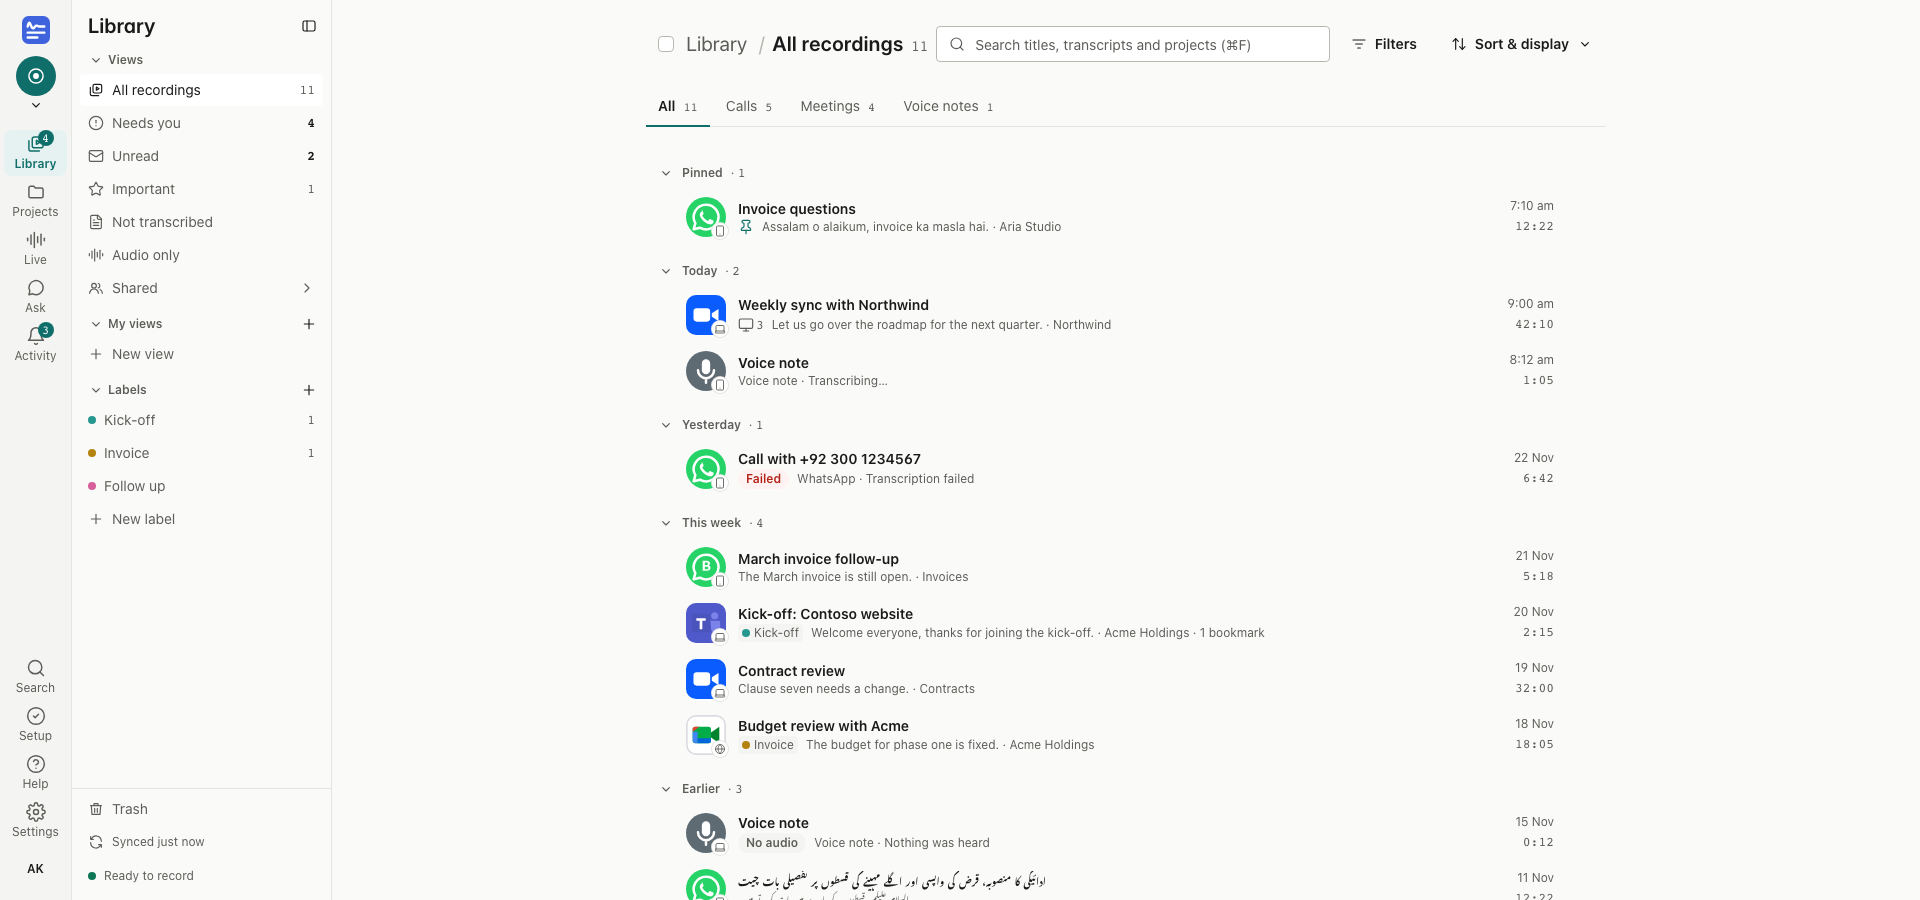 Library
Views
All recordings 11
Needs you 4
Unread 2
Important 1
Not transcribed
Audio only
Shared
My views
New view
Labels
Kick-off 1
Invoice 1
Follow up
New label
Trash
Synced just now
Ready to record
4
Library
Projects
Live
Ask
3
Activity
Search
Setup
Help
Settings
AK
Library / All recordings 11
Search titles, transcripts and projects (⌘F)
Filters
Sort & display
All 11 Calls 5 Meetings 4 Voice notes 1
Pinned · 1
Invoice questions 7:10 am
Assalam o alaikum, invoice ka masla hai. · Aria Studio 12:22
Today · 2
Weekly sync with Northwind 9:00 am
3 Let us go over the roadmap for the next quarter. · Northwind 42:10
Voice note 8:12 am
Voice note · Transcribing... 1:05
Yesterday · 1
Call with +92 300 1234567 22 Nov
Failed WhatsApp · Transcription failed 6:42
This week · 4
B
March invoice follow-up 21 Nov
The March invoice is still open. · Invoices 5:18
T
Kick-off: Contoso website 20 Nov
Kick-off Welcome everyone, thanks for joining the kick-off. · Acme Holdings · 1 bookmark 2:15
Contract review 19 Nov
Clause seven needs a change. · Contracts 32:00
Budget review with Acme 18 Nov
Invoice The budget for phase one is fixed. · Acme Holdings 18:05
Earlier · 3
Voice note 15 Nov
No audio Voice note · Nothing was heard 0:12
ادائیگی کا منصوبہ، قرض کی واپسی اور اگلے مہینے کی قسطوں پر تفصیلی بات چیت 11 Nov
12:22